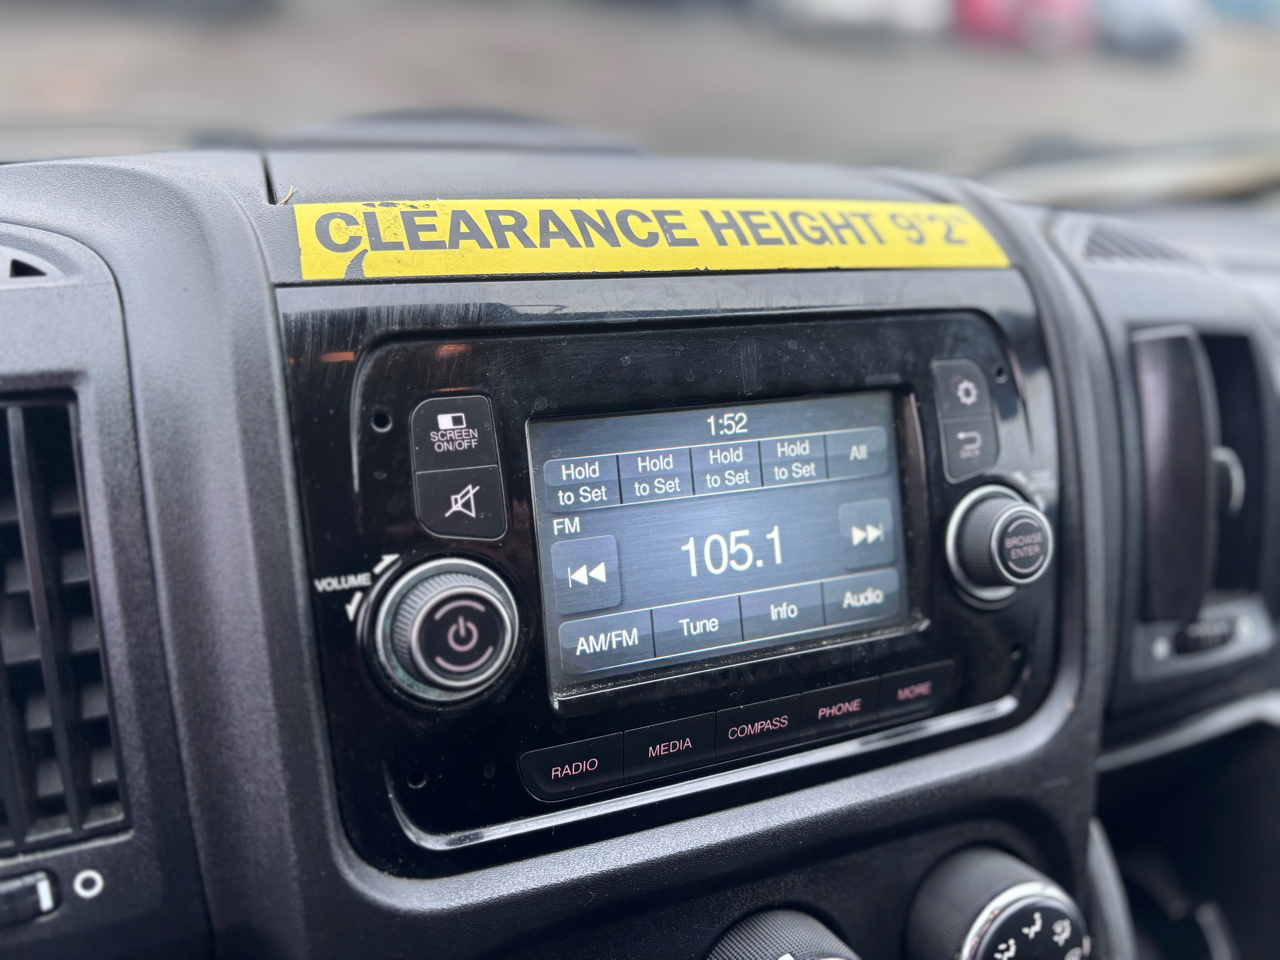 CLEARANCE HEIGHT 9'2"
SCREEN
ON/OFF
1:52
Hold
to Set
Hold
to Set
Hold
to Set
Hold
to Set
All
FM
105.1
AM/FM
Tune
Info
Audio
VOLUME
BROWSE
ENTER
RADIO
MEDIA
COMPASS
PHONE
MORE